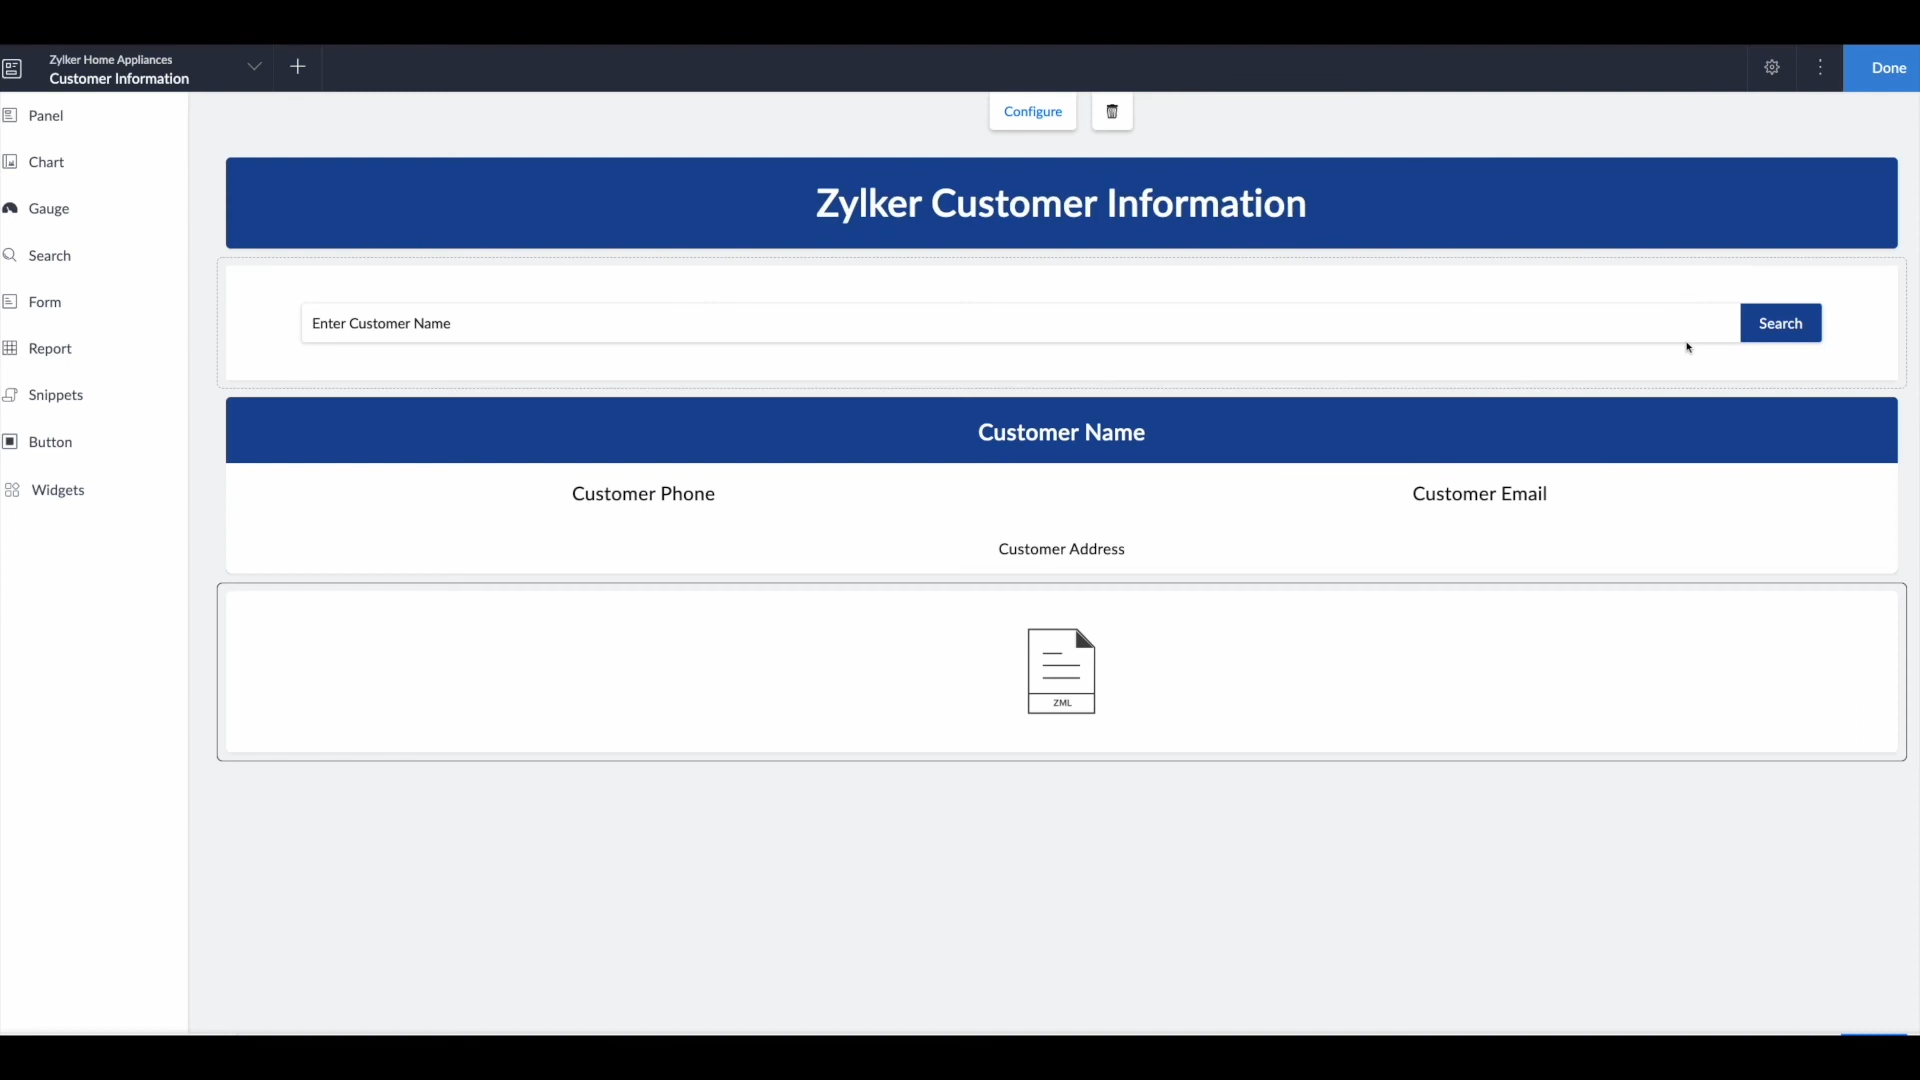 Zylker Home Appliances
Customer Information
Done
Panel
Chart
Gauge
Search
Form
Report
Snippets
Button
Widgets
Configure
Zylker Customer Information
Enter Customer Name
Search
Customer Name
Customer Phone
Customer Email
Customer Address
ZML